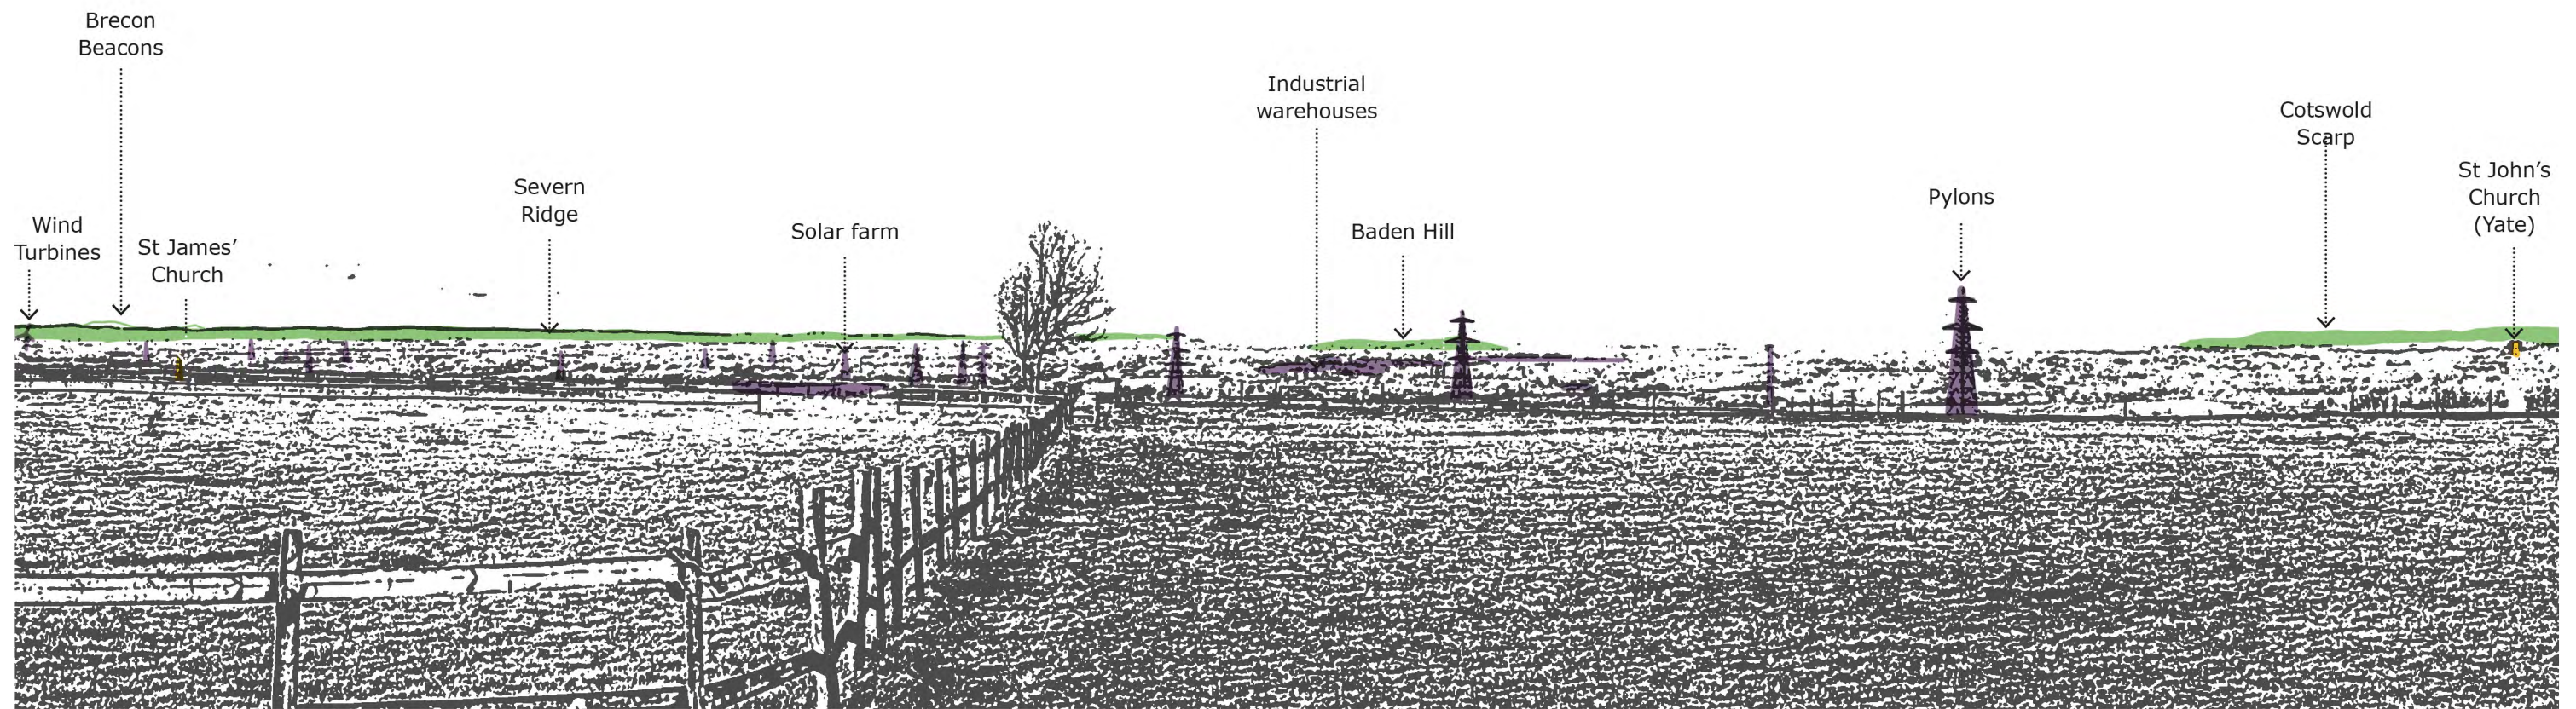 Brecon
Beacons
Wind
Turbines
St James’
Church
Severn
Ridge
Solar farm
Industrial
warehouses
Baden Hill
Pylons
Cotswold
Scarp
St John’s
Church
(Yate)